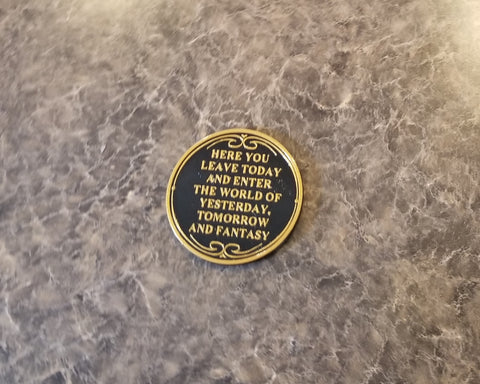 HERE YOU
LEAVE TODAY
AND ENTER
THE WORLD OF
YESTERDAY,
TOMORROW
AND FANTASY